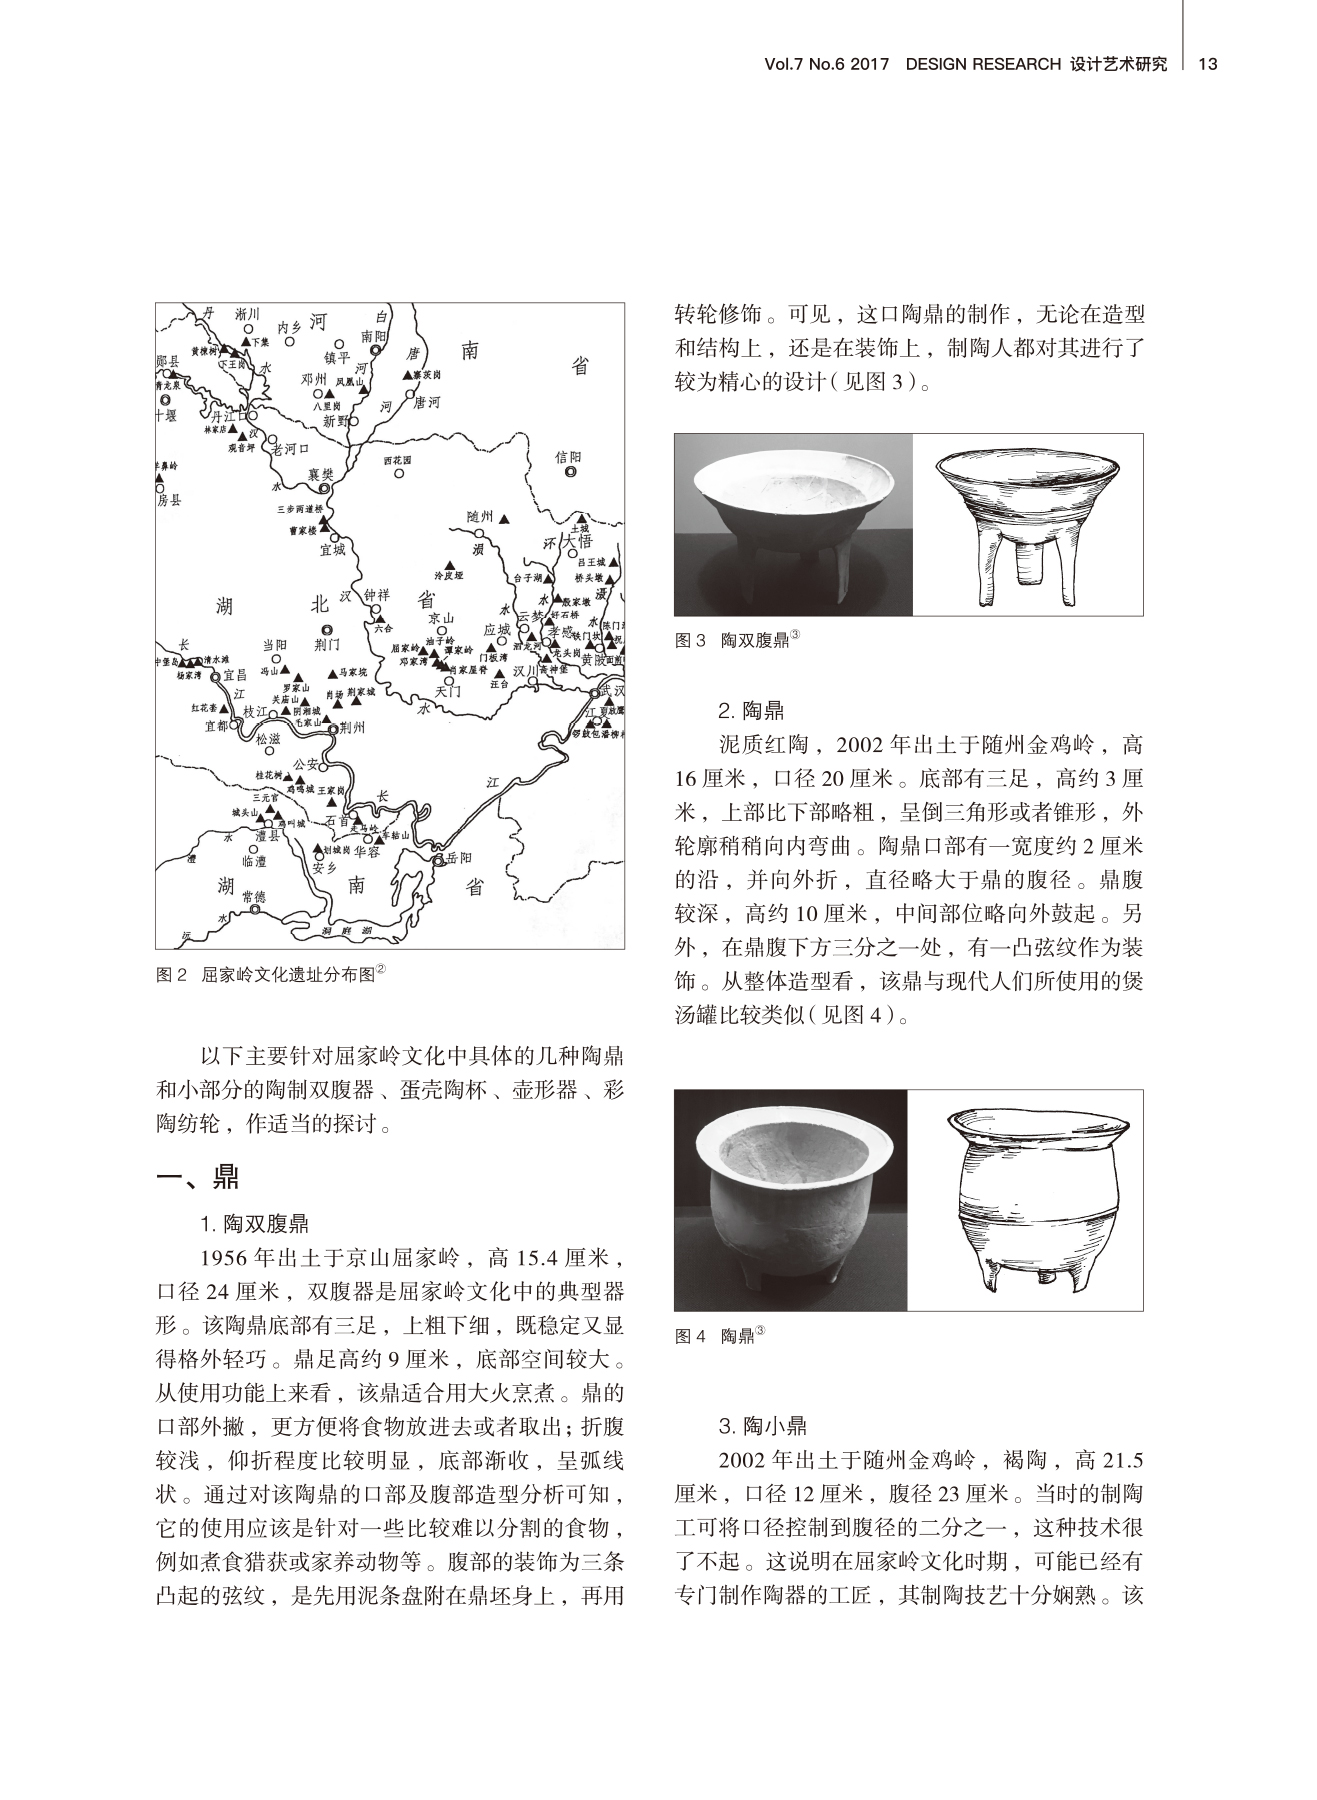 Vol.7 No.6 2017 DESIGN RESEARCH 设计艺术研究 13
丹
淅川
内乡
河
白
南阳
南
省
下集
黄楝树
下王岗
水
镇平
河
唐
郧县
青龙泉
邓州
凤凰山
寨茨岗
八里岗
河
唐河
十堰
丹江口
新野
林家店
汉
观音坪
老河口
西花园
信阳
襄樊
房县
水
三步两道桥
曹家楼
宜城
随州
土城
涢
环
大悟
吕王城
冷皮垭
台子湖
桥头墩
湖
北
省
汉
钟祥
水
殷家墩
滠
六合
京山
云梦
好石桥
水
应城
孝感
荆门
当阳
长
屈家岭
油子岭
谭家岭
邓家湾
肖家屋脊
门板湾
龙头岗
黄陂
清水滩
杨家湾
宜昌
冯山
马家垸
天门
汪台
汉川
武汉
江
罗家山
肖场
荆家城
关庙山
阴湘城
毛家山
红花套
枝江
宜都
荆州
水
江
松滋
公安
桂花树
鸡鸣城
王家岗
长
江
三元宫
城头山
鸡叫城
石首
走马岭
车轱山
水
澧县
澧
临澧
划城岗
华容
岳阳
安乡
湖
南
省
常德
水
沅
洞庭湖
图 2 屈家岭文化遗址分布图②
以下主要针对屈家岭文化中具体的几种陶鼎
和小部分的陶制双腹器、蛋壳陶杯、壶形器、彩
陶纺轮，作适当的探讨。
一、鼎
1. 陶双腹鼎
1956 年出土于京山屈家岭，高 15.4 厘米，
口径 24 厘米，双腹器是屈家岭文化中的典型器
形。该陶鼎底部有三足，上粗下细，既稳定又显
得格外轻巧。鼎足高约 9 厘米，底部空间较大。
从使用功能上来看，该鼎适合用大火烹煮。鼎的
口部外撇，更方便将食物放进去或者取出；折腹
较浅，仰折程度比较明显，底部渐收，呈弧线
状。通过对该陶鼎的口部及腹部造型分析可知，
它的使用应该是针对一些比较难以分割的食物，
例如煮食猎获或家养动物等。腹部的装饰为三条
凸起的弦纹，是先用泥条盘附在鼎坯身上，再用
转轮修饰。可见，这口陶鼎的制作，无论在造型
和结构上，还是在装饰上，制陶人都对其进行了
较为精心的设计（见图 3）。
图 3 陶双腹鼎③
2. 陶鼎
泥质红陶，2002 年出土于随州金鸡岭，高
16 厘米，口径 20 厘米。底部有三足，高约 3 厘
米，上部比下部略粗，呈倒三角形或者锥形，外
轮廓稍稍向内弯曲。陶鼎口部有一宽度约 2 厘米
的沿，并向外折，直径略大于鼎的腹径。鼎腹
较深，高约 10 厘米，中间部位略向外鼓起。另
外，在鼎腹下方三分之一处，有一凸弦纹作为装
饰。从整体造型看，该鼎与现代人们所使用的煲
汤罐比较类似（见图 4）。
图 4 陶鼎③
3. 陶小鼎
2002 年出土于随州金鸡岭，褐陶，高 21.5
厘米，口径 12 厘米，腹径 23 厘米。当时的制陶
工可将口径控制到腹径的二分之一，这种技术很
了不起。这说明在屈家岭文化时期，可能已经有
专门制作陶器的工匠，其制陶技艺十分娴熟。该